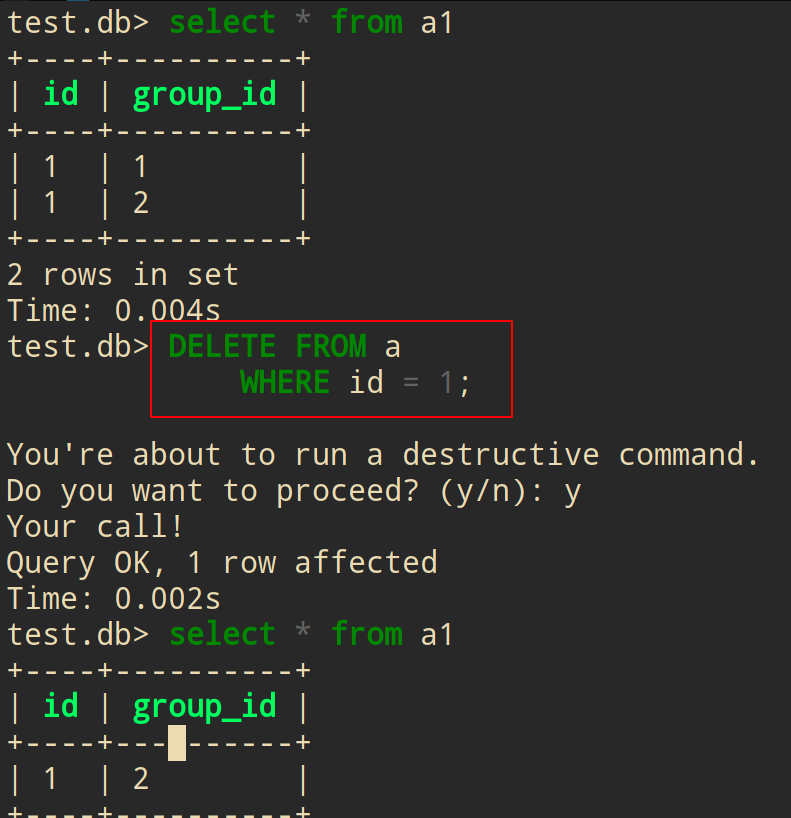 test.db> select * from a1
+----+----------+
| id | group_id |
+----+----------+
| 1  | 1        |
| 1  | 2        |
+----+----------+
2 rows in set
Time: 0.004s
test.db> DELETE FROM a
             WHERE id = 1;
You're about to run a destructive command.
Do you want to proceed? (y/n): y
Your call!
Query OK, 1 row affected
Time: 0.002s
test.db> select * from a1
+----+----------+
| id | group_id |
+----+--- ------+
| 1  | 2        |
+----+----------+